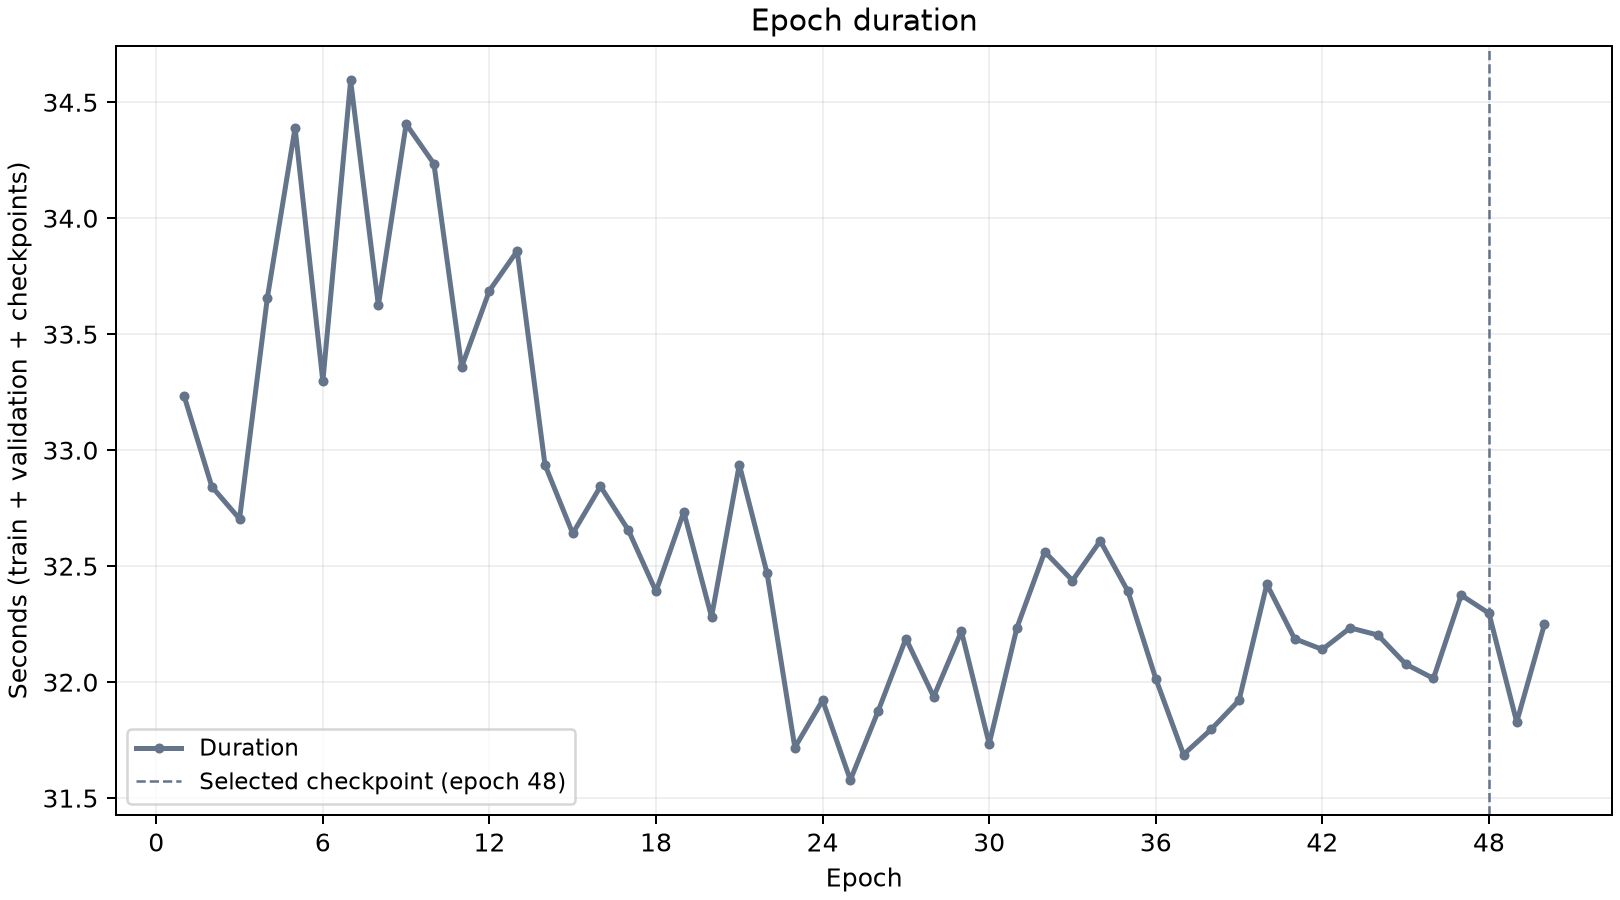 Epoch duration
Seconds (train + validation + checkpoints)
34.5
34.0
33.5
33.0
32.5
32.0
31.5
Duration
Selected checkpoint (epoch 48)
0 6 12 18 24 30 36 42 48
Epoch